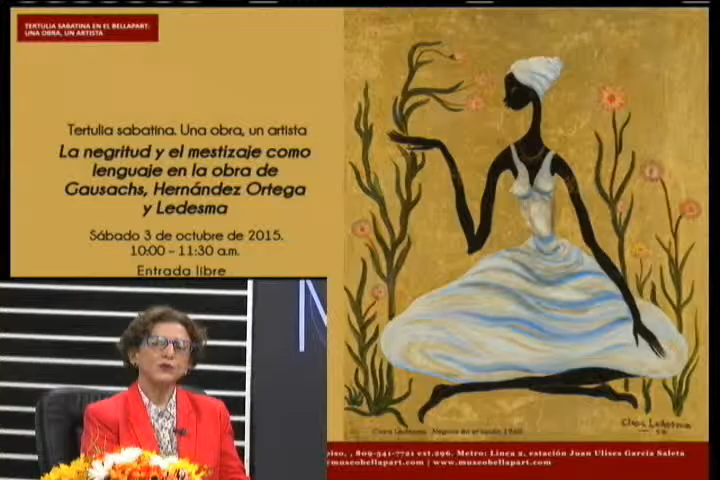 TERTULIA SABATINA EN EL BELLAPART:
UNA OBRA, UN ARTISTA
Tertulia sabatina. Una obra, un artista
La negritud y el mestizaje como
lenguaje en la obra de
Gausachs, Hernández Ortega
y Ledesma
Sábado 3 de octubre de 2015.
10:00 – 11:30 a.m.
Entrada libre
Clara Ledesma
Clara Ledesma.
piso, , 809-541-7721 ext.296. Metro: Línea 2, estación Juan Ulises García Saleta
museobellapart.com | www.museobellapart.com